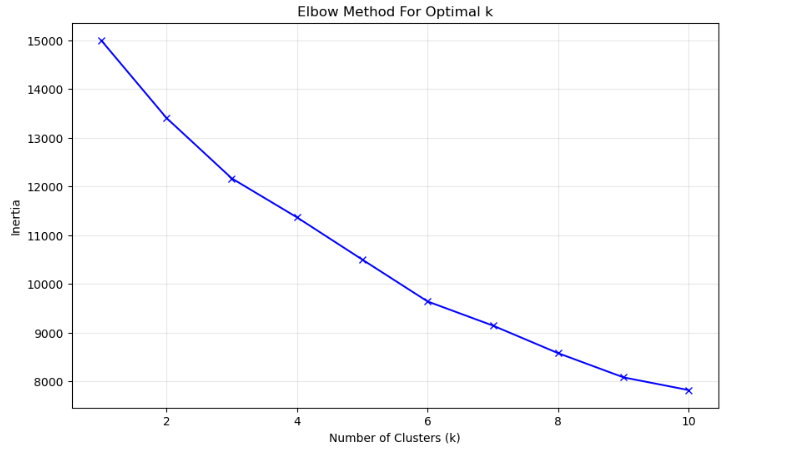 Elbow Method For Optimal k
15000
14000
13000
12000
11000
10000
9000
8000
Inertia
2 4 6 8 10
Number of Clusters (k)